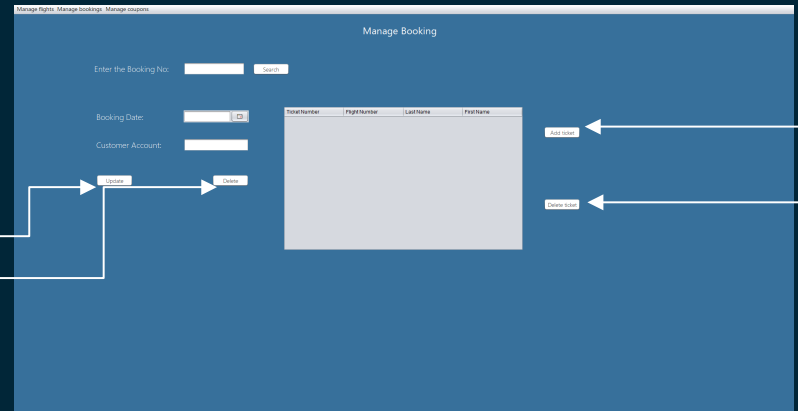 Manage flights Manage bookings Manage coupons
Manage Booking
Enter the Booking No:
Search
Booking Date:
Customer Account:
Update
Delete
Ticket Number Flight Number Last Name First Name
Add ticket
Delete ticket